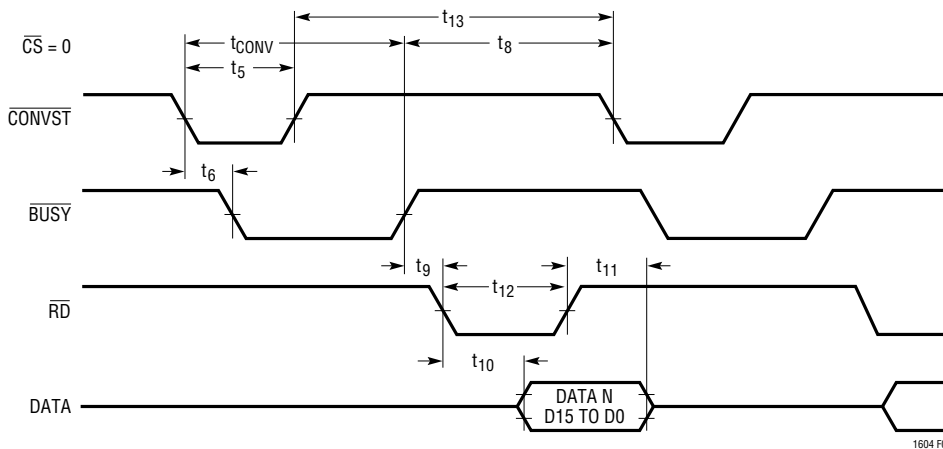 t13
CS = 0
tCONV
t8
t5
CONVST
t6
BUSY
t9
t11
t12
RD
t10
DATA
DATA N
D15 TO D0
1604 F0